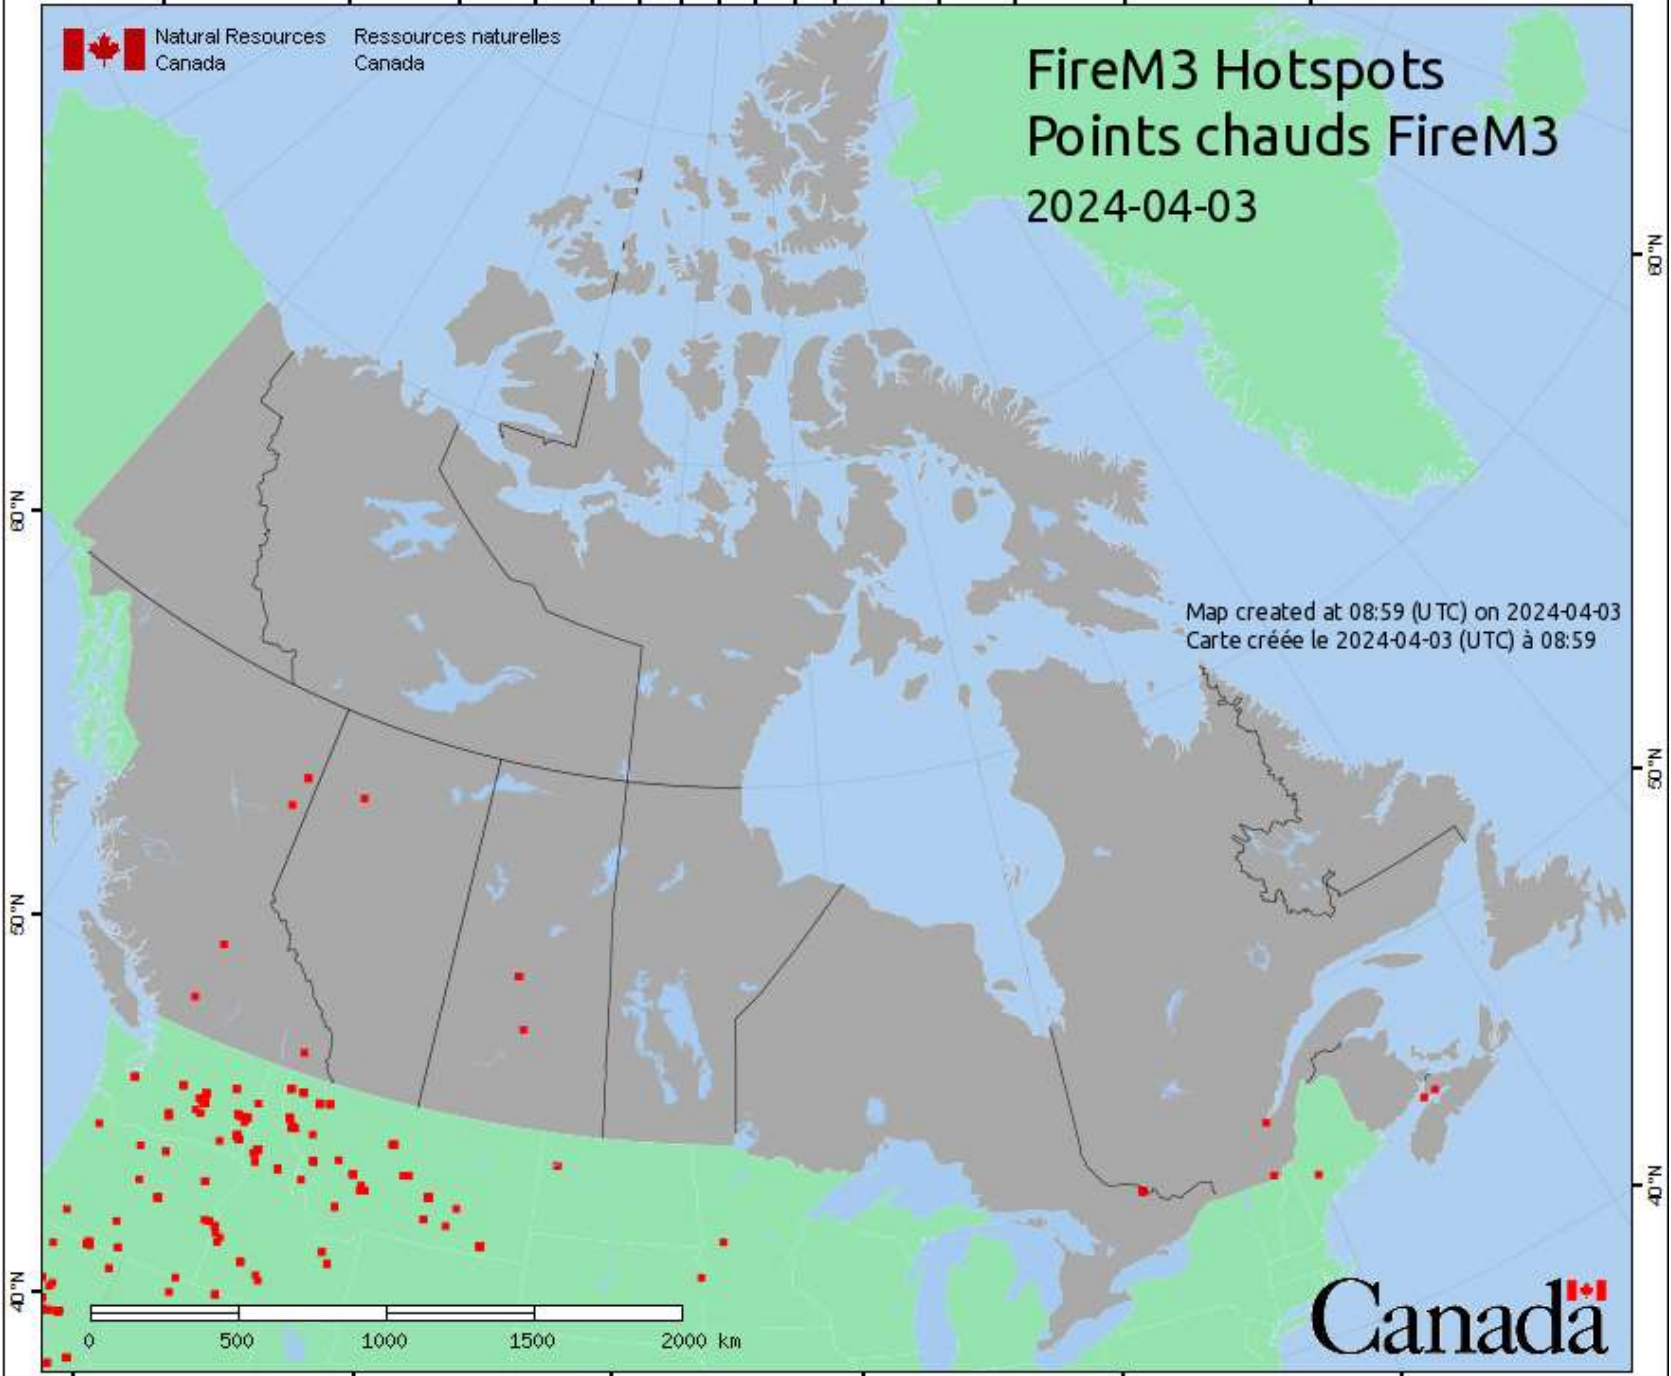 Natural Resources Canada
Ressources naturelles Canada
FireM3 Hotspots
Points chauds FireM3
2024-04-03
60°N
60°N
Map created at 08:59 (UTC) on 2024-04-03
Carte créée le 2024-04-03 (UTC) à 08:59
50°N
50°N
40°N
40°N
0 500 1000 1500 2000 km
Canada